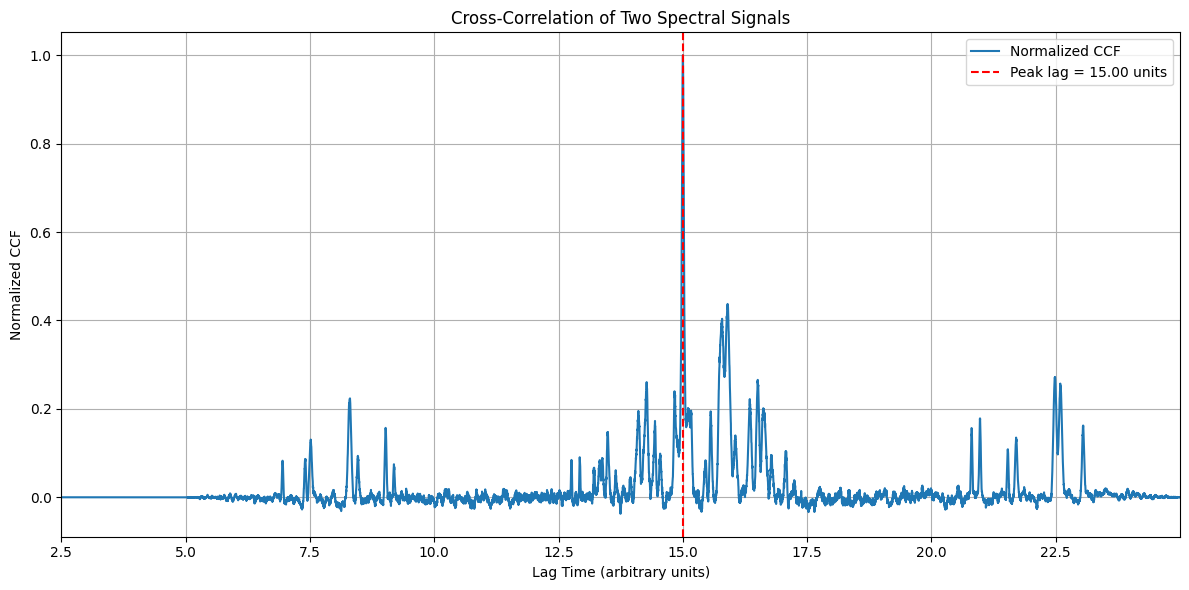 Cross-Correlation of Two Spectral Signals
Normalized CCF
Peak lag = 15.00 units
Normalized CCF
1.0
0.8
0.6
0.4
0.2
0.0
2.5 5.0 7.5 10.0 12.5 15.0 17.5 20.0 22.5
Lag Time (arbitrary units)